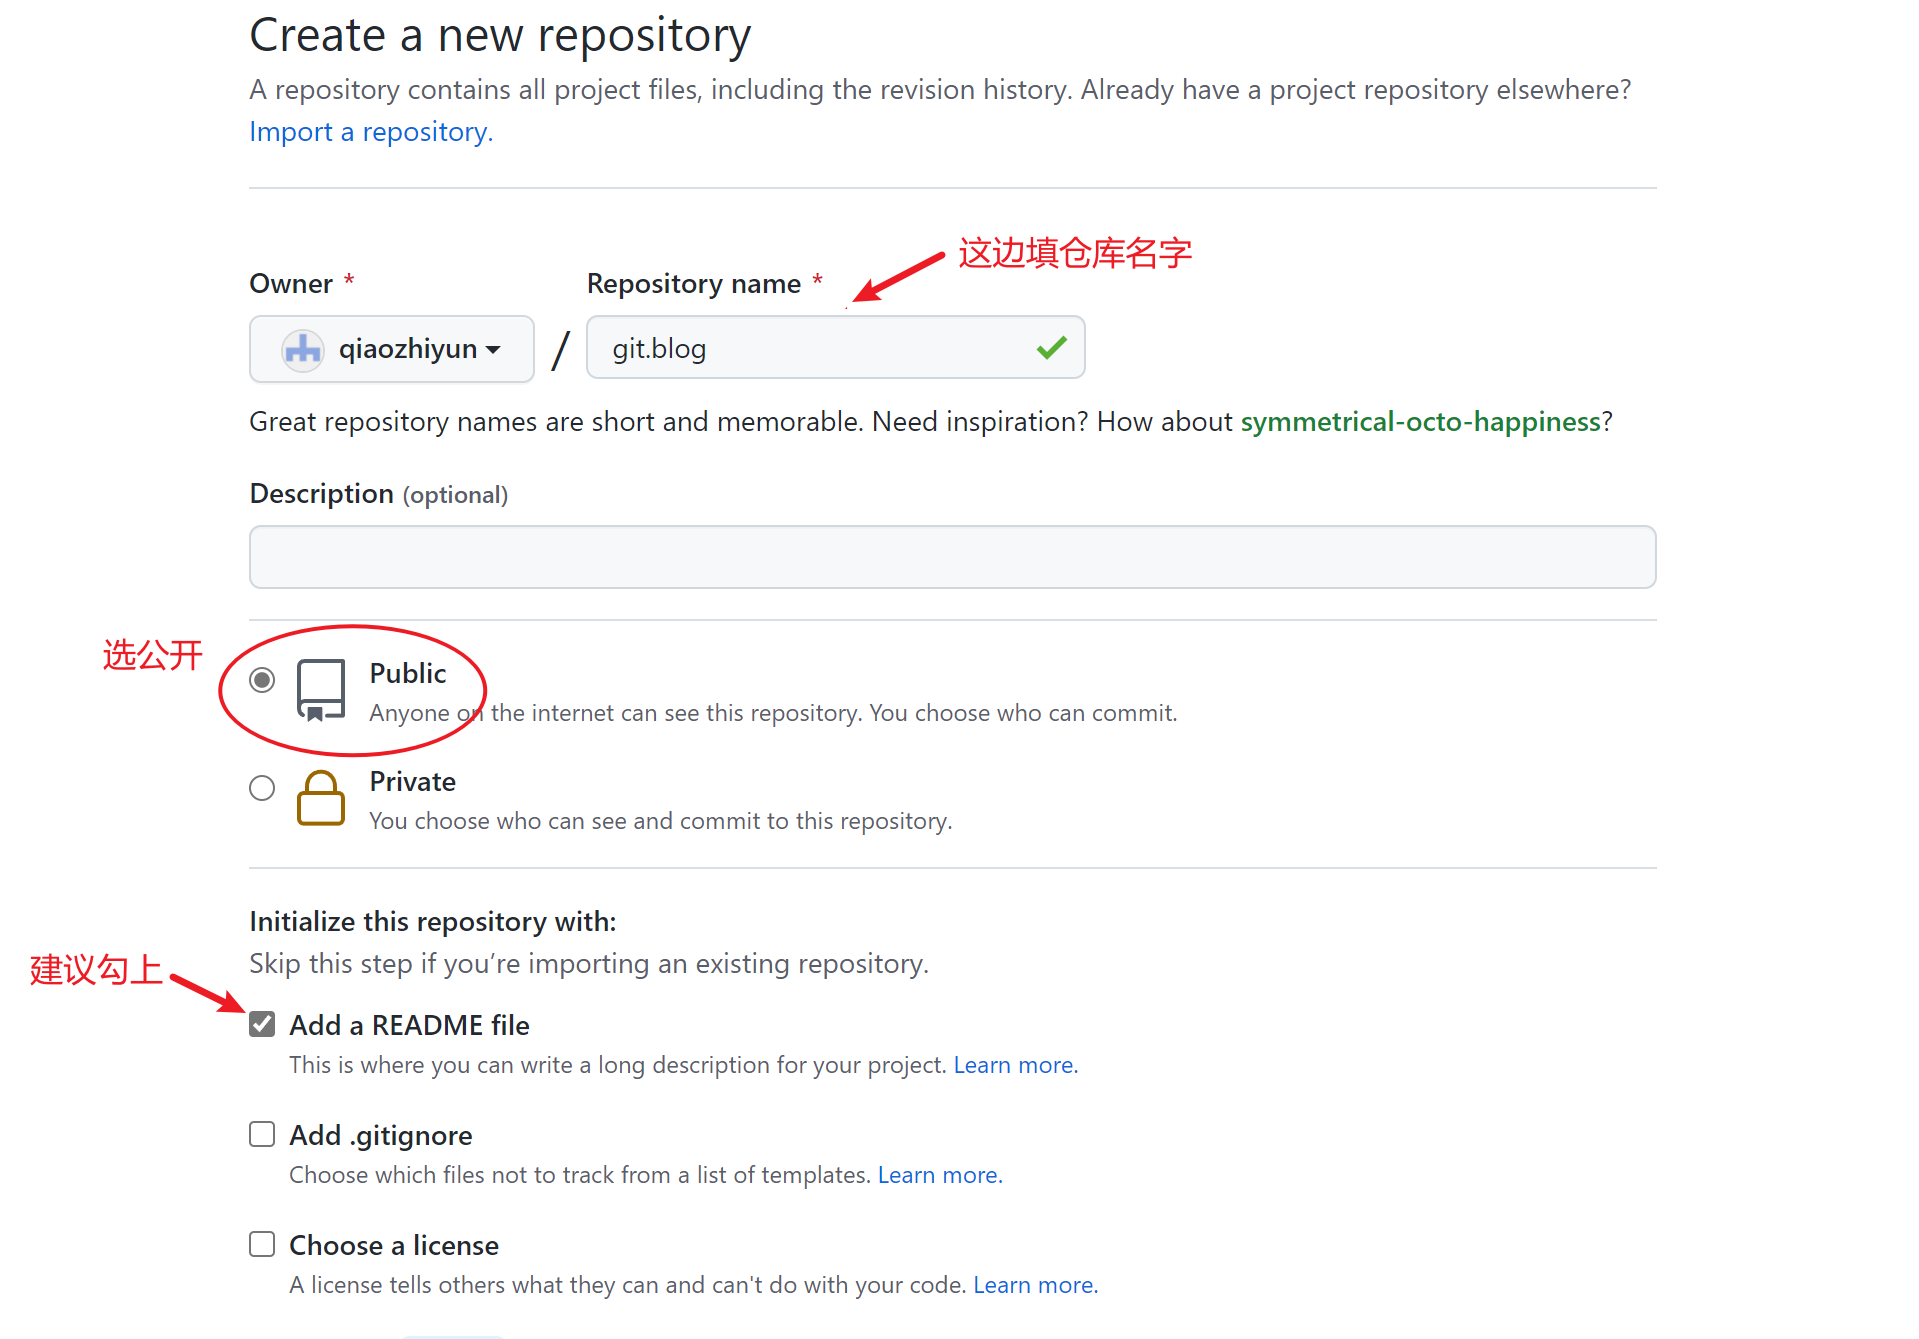 Create a new repository
A repository contains all project files, including the revision history. Already have a project repository elsewhere?
Import a repository.
这边填仓库名字
Owner *
Repository name *
qiaozhiyun / git.blog
Great repository names are short and memorable. Need inspiration? How about symmetrical-octo-happiness?
Description (optional)
选公开
Public
Anyone on the internet can see this repository. You choose who can commit.
Private
You choose who can see and commit to this repository.
Initialize this repository with:
Skip this step if you’re importing an existing repository.
建议勾上
Add a README file
This is where you can write a long description for your project. Learn more.
Add .gitignore
Choose which files not to track from a list of templates. Learn more.
Choose a license
A license tells others what they can and can't do with your code. Learn more.